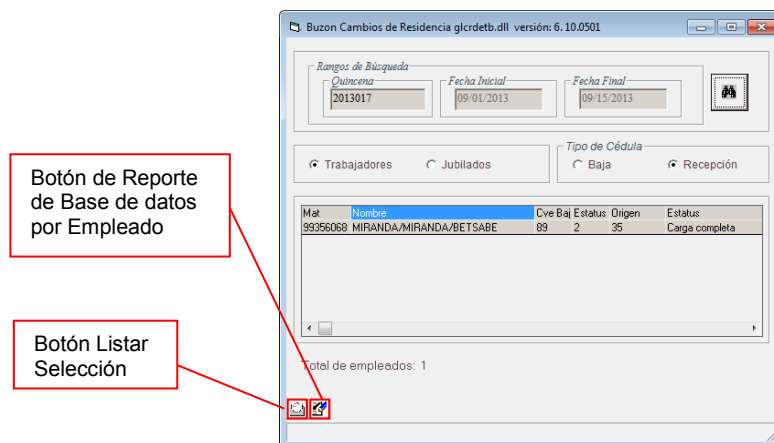 Buzon Cambios de Residencia glcrdetb.dll versión: 6. 10.0501
Rangos de Búsqueda
Quincena Fecha Inicial Fecha Final
2013017 09/01/2013 09/15/2013
Tipo de Cédula
Trabajadores Jubilados Baja Recepción
Botón de Reporte
de Base de datos
por Empleado
Mat Nombre Cve Baj Estatus Origen Estatus
99356068 MIRANDA/MIRANDA/BETSABE 89 2 35 Carga completa
Botón Listar
Selección
Total de empleados: 1